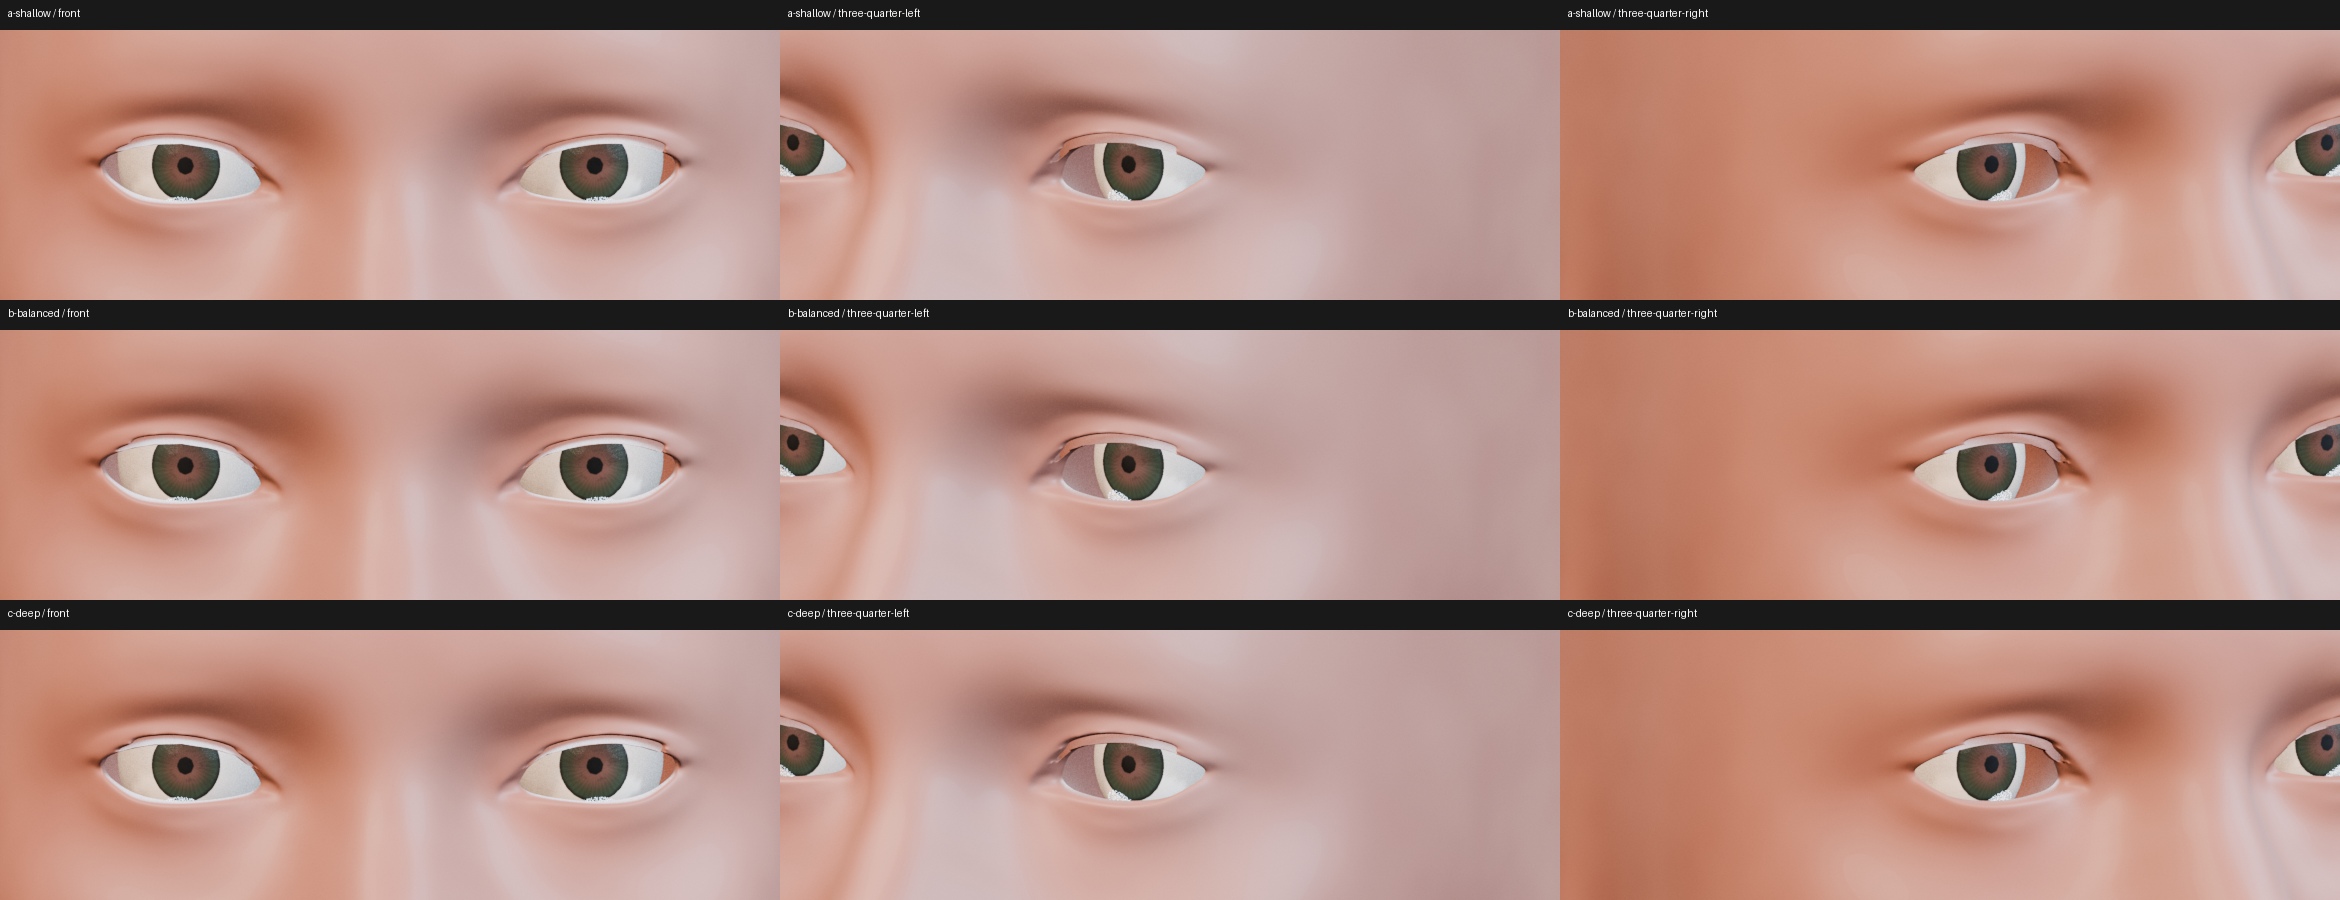 a-shallow / front
a-shallow / three-quarter-left
a-shallow / three-quarter-right
b-balanced / front
b-balanced / three-quarter-left
b-balanced / three-quarter-right
c-deep / front
c-deep / three-quarter-left
c-deep / three-quarter-right